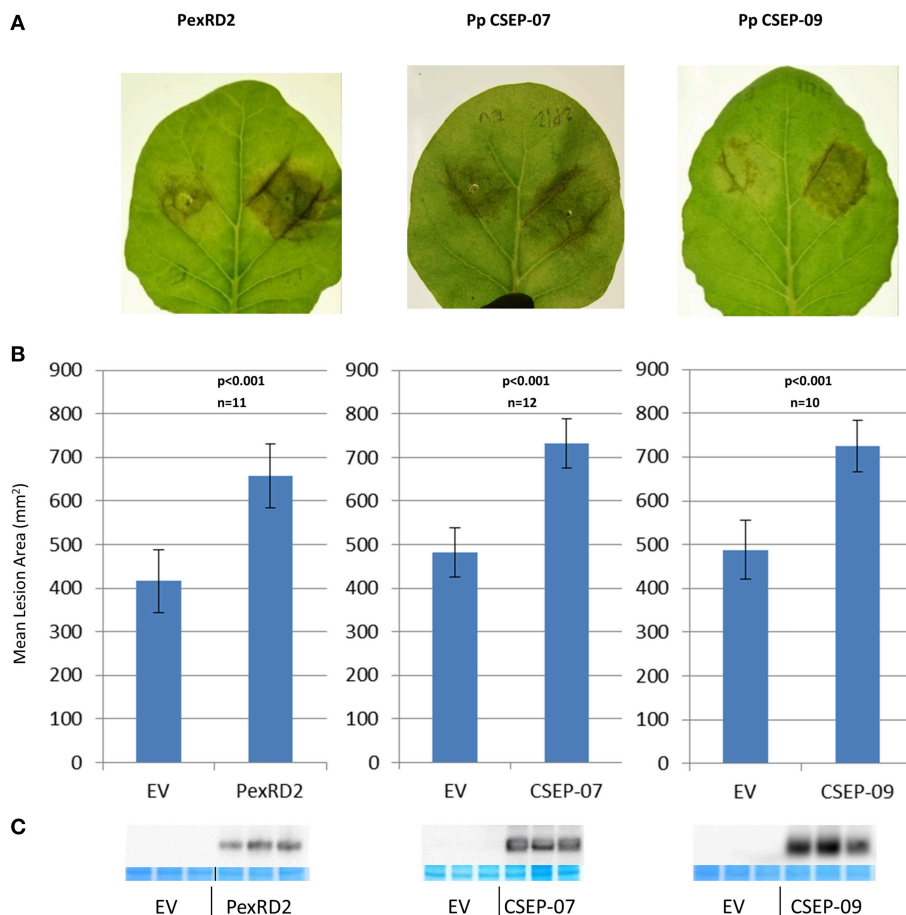 A
PexRD2
Pp CSEP-07
Pp CSEP-09
B
Mean Lesion Area (mm²)
900
800
700
600
500
400
300
200
100
0
p<0.001
n=11
EV
PexRD2
900
800
700
600
500
400
300
200
100
0
p<0.001
n=12
EV
CSEP-07
900
800
700
600
500
400
300
200
100
0
p<0.001
n=10
EV
CSEP-09
C
EV
PexRD2
EV
CSEP-07
EV
CSEP-09